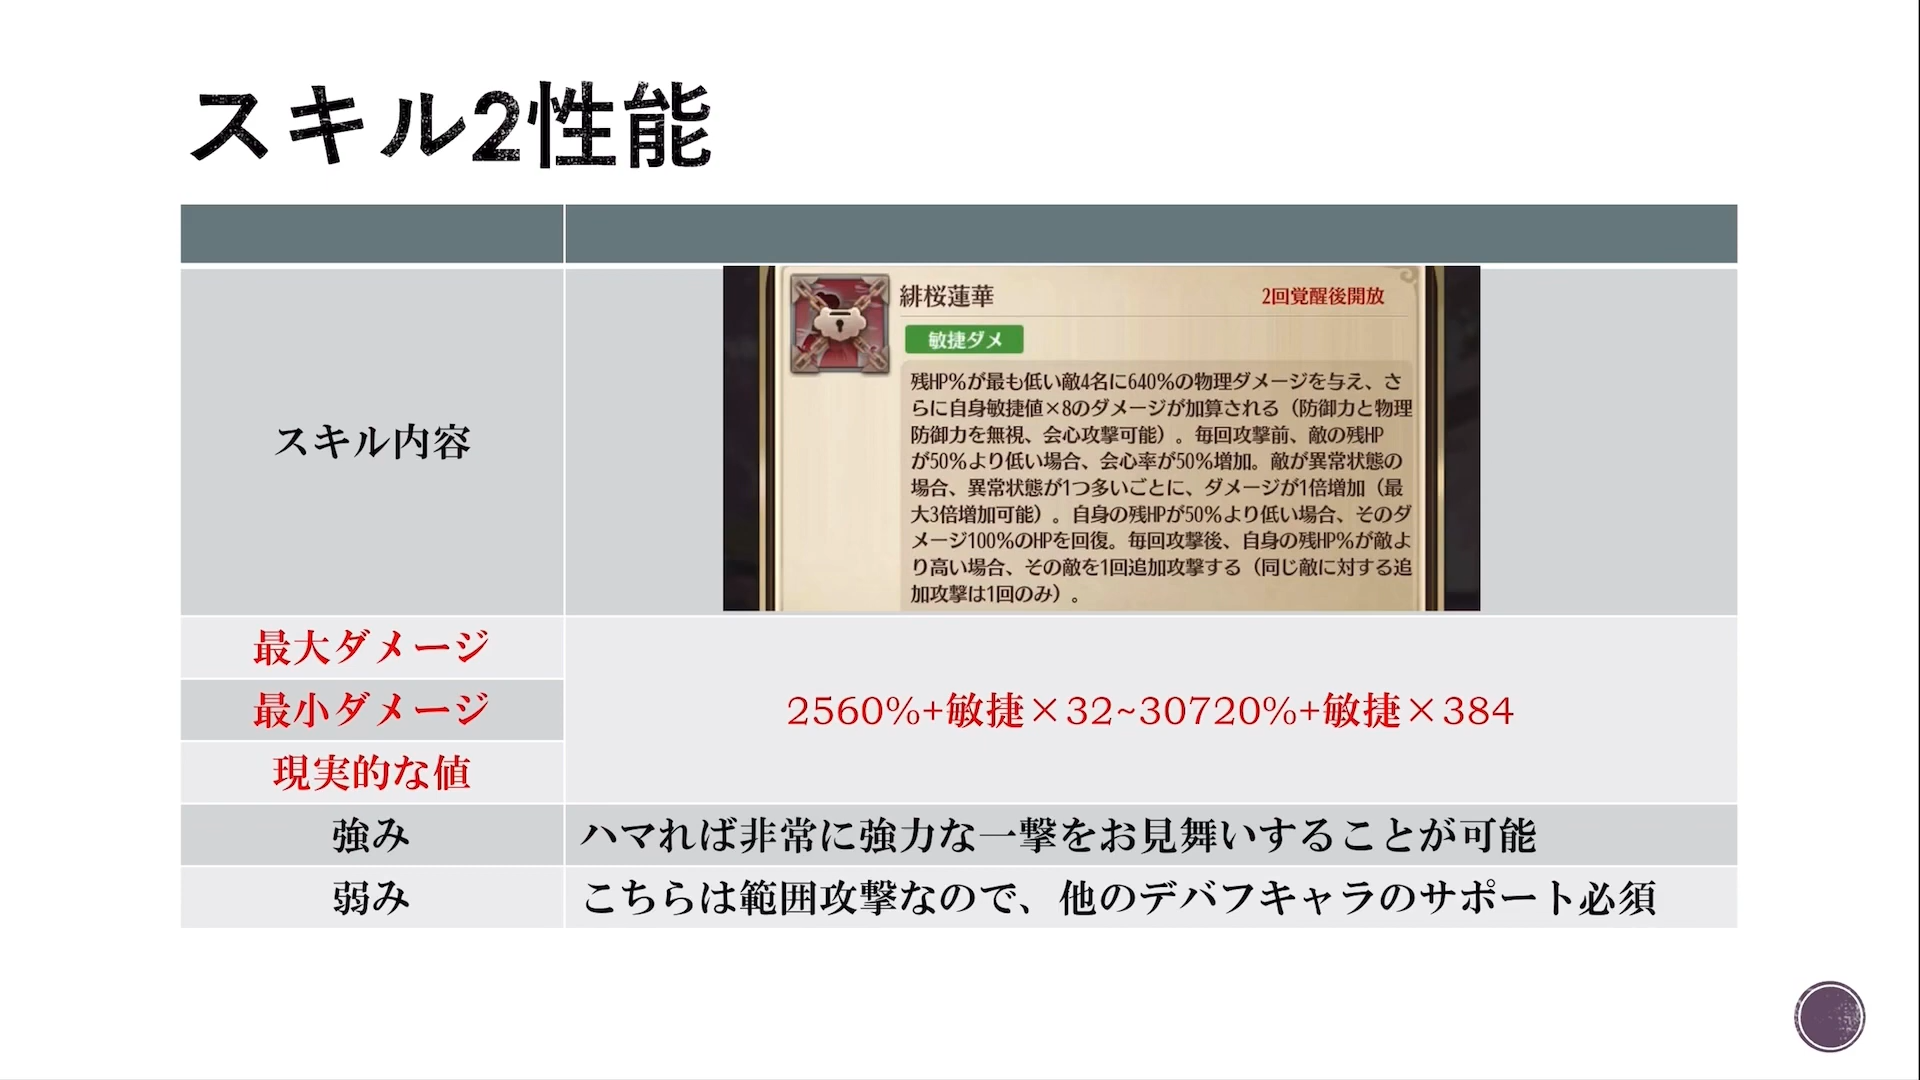 スキル2性能
スキル内容
緋桜蓮華
2回覚醒後開放
敏捷ダメ
残HP%が最も低い敵4名に640%の物理ダメージを与え、さ
らに自身敏捷値×8のダメージが加算される（防御力と物理
防御力を無視、会心攻撃可能）。毎回攻撃前、敵の残HP
が50%より低い場合、会心率が50%増加。敵が異常状態の
場合、異常状態が1つ多いごとに、ダメージが1倍増加（最
大3倍増加可能）。自身の残HPが50%より低い場合、そのダ
メージ100%のHPを回復。毎回攻撃後、自身の残HP%が敵よ
り高い場合、その敵を1回追加攻撃する（同じ敵に対する追
加攻撃は1回のみ）。
最大ダメージ
最小ダメージ
現実的な値
2560%+敏捷×32~30720%+敏捷×384
強み
ハマれば非常に強力な一撃をお見舞いすることが可能
弱み
こちらは範囲攻撃なので、他のデバフキャラのサポート必須